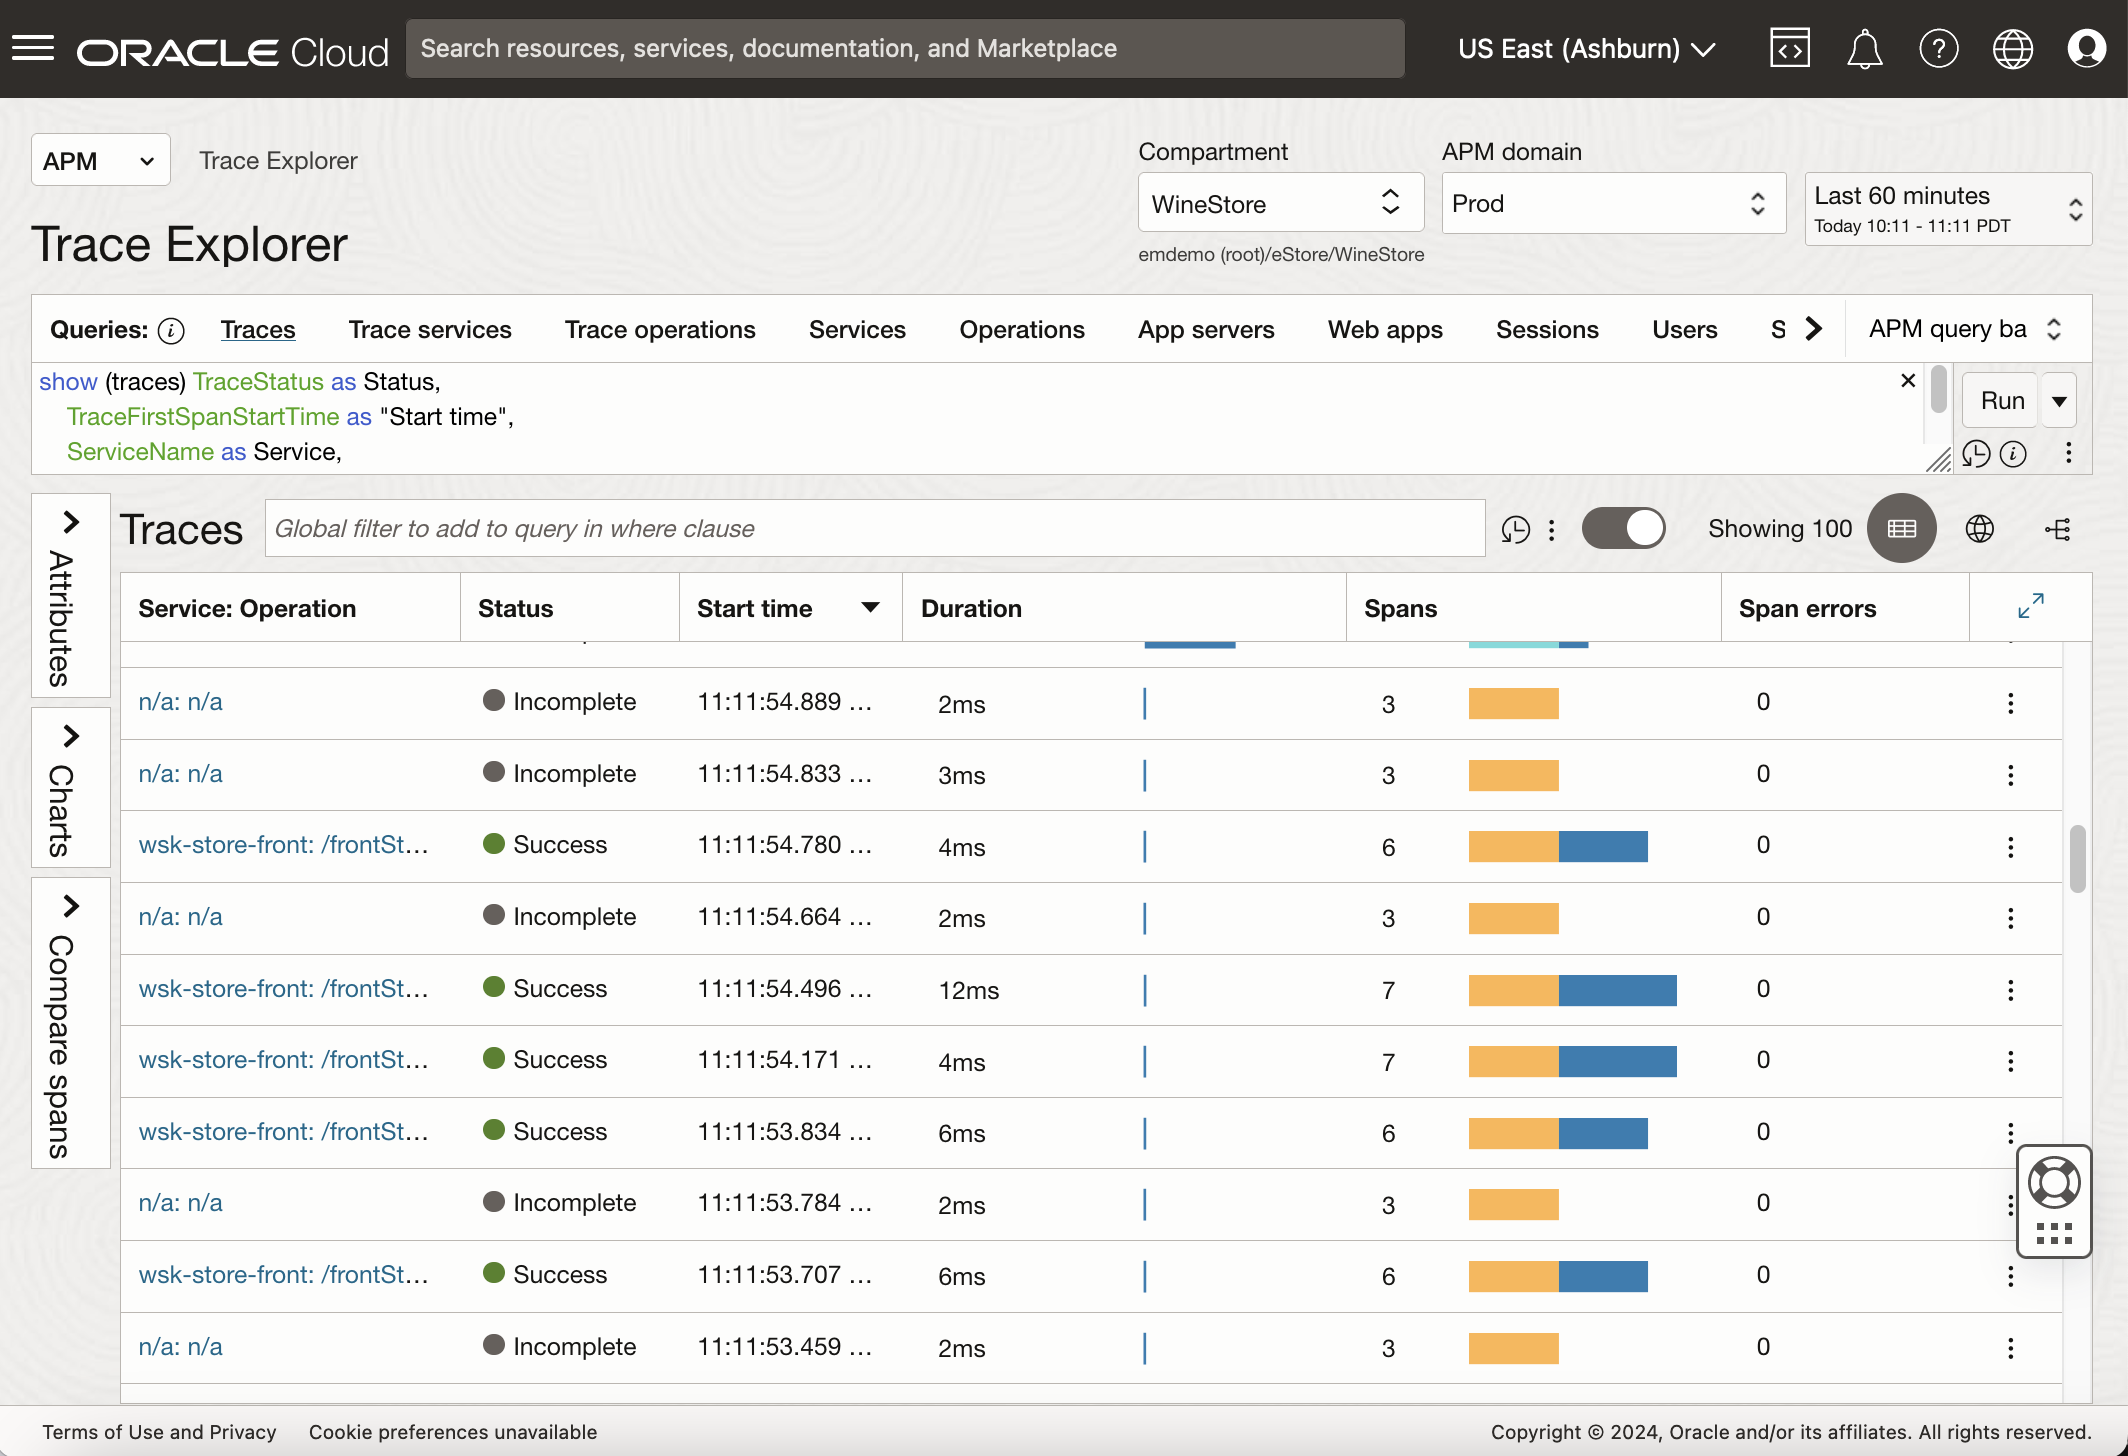 ORACLE Cloud
Search resources, services, documentation, and Marketplace
US East (Ashburn)
APM
Trace Explorer
Compartment
APM domain
WineStore
Prod
Last 60 minutes
Today 10:11 - 11:11 PDT
emdemo (root)/eStore/WineStore
Trace Explorer
Queries: Traces Trace services Trace operations Services Operations App servers Web apps Sessions Users S APM query ba
show (traces) TraceStatus as Status,
TraceFirstSpanStartTime as "Start time",
ServiceName as Service,
Run
Attributes
Charts
Compare spans
Traces
Global filter to add to query in where clause
Showing 100
Service: Operation Status Start time Duration Spans Span errors
n/a: n/a Incomplete 11:11:54.889 ... 2ms 3 0
n/a: n/a Incomplete 11:11:54.833 ... 3ms 3 0
wsk-store-front: /frontSt... Success 11:11:54.780 ... 4ms 6 0
n/a: n/a Incomplete 11:11:54.664 ... 2ms 3 0
wsk-store-front: /frontSt... Success 11:11:54.496 ... 12ms 7 0
wsk-store-front: /frontSt... Success 11:11:54.171 ... 4ms 7 0
wsk-store-front: /frontSt... Success 11:11:53.834 ... 6ms 6 0
n/a: n/a Incomplete 11:11:53.784 ... 2ms 3 0
wsk-store-front: /frontSt... Success 11:11:53.707 ... 6ms 6 0
n/a: n/a Incomplete 11:11:53.459 ... 2ms 3 0
Terms of Use and Privacy Cookie preferences unavailable Copyright © 2024, Oracle and/or its affiliates. All rights reserved.